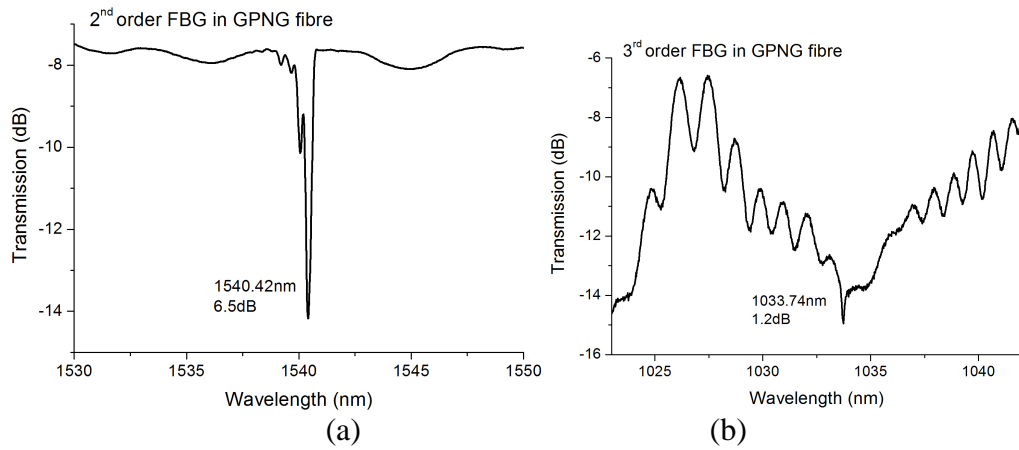 2nd order FBG in GPNG fibre
Transmission (dB)
-8
-10
-12
-14
1540.42nm
6.5dB
1530 1535 1540 1545 1550
Wavelength (nm)
(a)
3rd order FBG in GPNG fibre
Transmission (dB)
-6
-8
-10
-12
-14
-16
1033.74nm
1.2dB
1025 1030 1035 1040
Wavelength (nm)
(b)